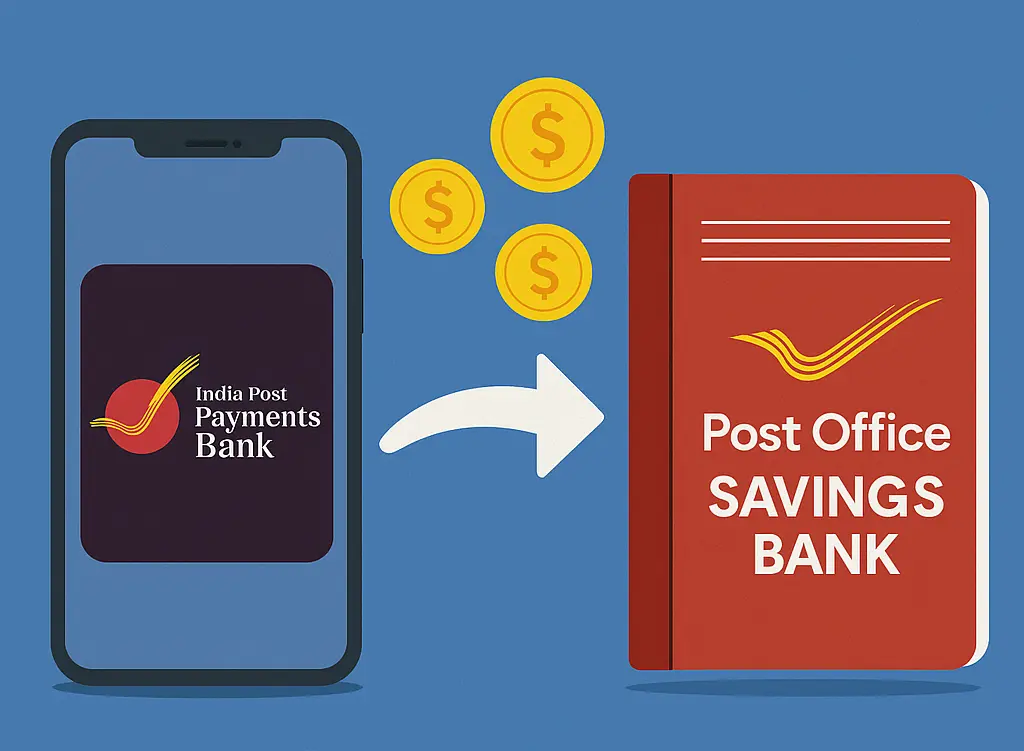 India Post
Payments
Bank
$
$
$
Post Office
SAVINGS
BANK